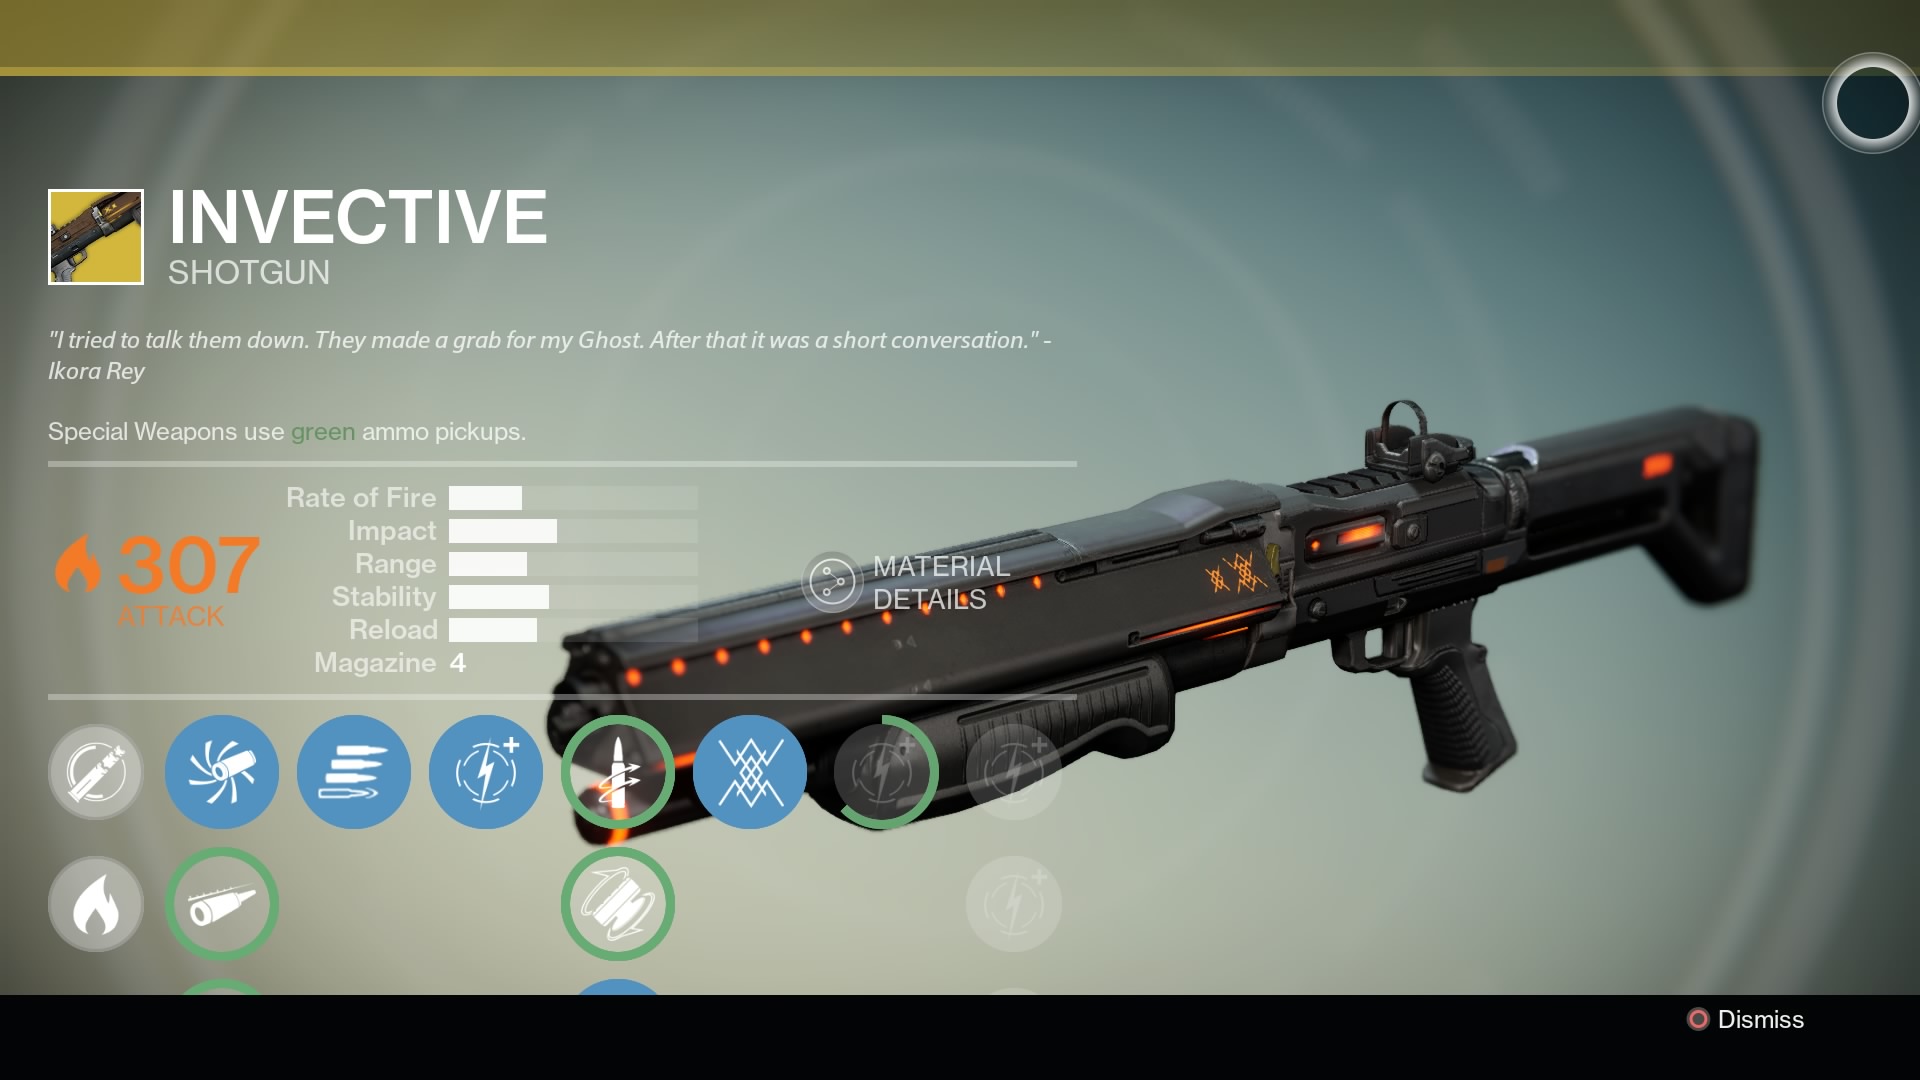 INVECTIVE
SHOTGUN
"I tried to talk them down. They made a grab for my Ghost. After that it was a short conversation." -
Ikora Rey
Special Weapons use green ammo pickups.
307
ATTACK
Rate of Fire
Impact
Range
Stability
Reload
Magazine 4
MATERIAL
DETAILS
Dismiss